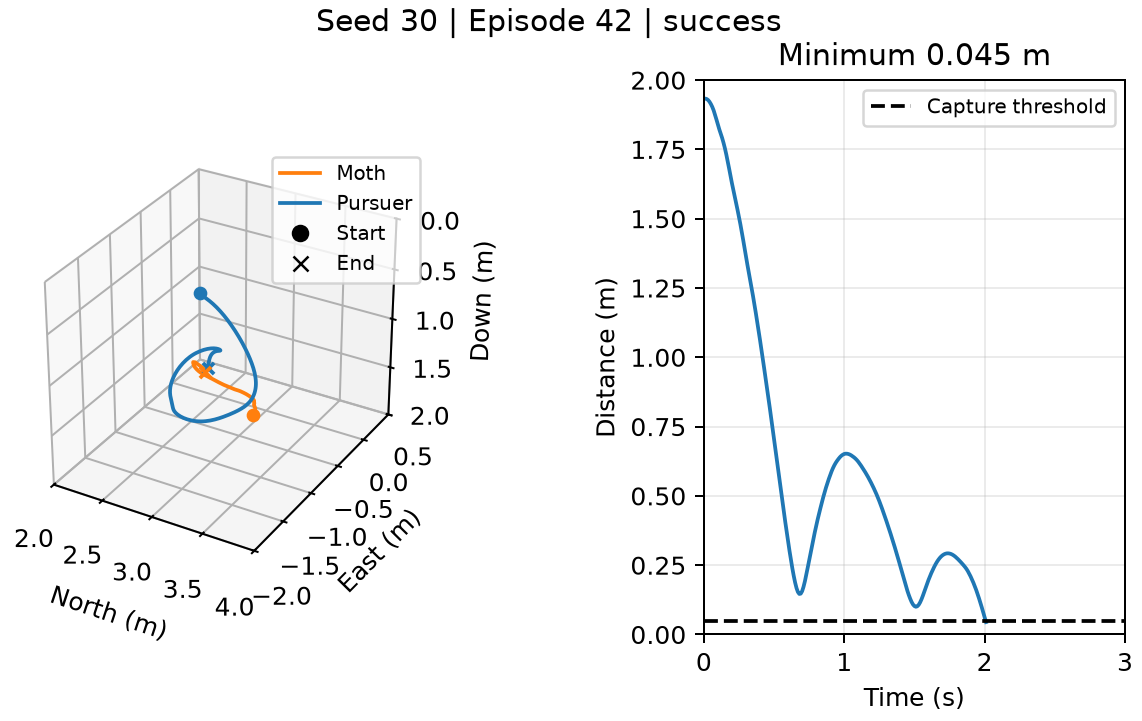 Seed 30 | Episode 42 | success
Moth
Pursuer
Start
End
0.0
0.5
1.0
1.5
2.0
Down (m)
2.0
2.5
3.0
3.5
4.0
North (m)
−2.0
−1.5
−1.0
−0.5
0.0
0.5
East (m)
Minimum 0.045 m
Capture threshold
2.00
1.75
1.50
1.25
1.00
0.75
0.50
0.25
0.00
Distance (m)
0
1
2
3
Time (s)